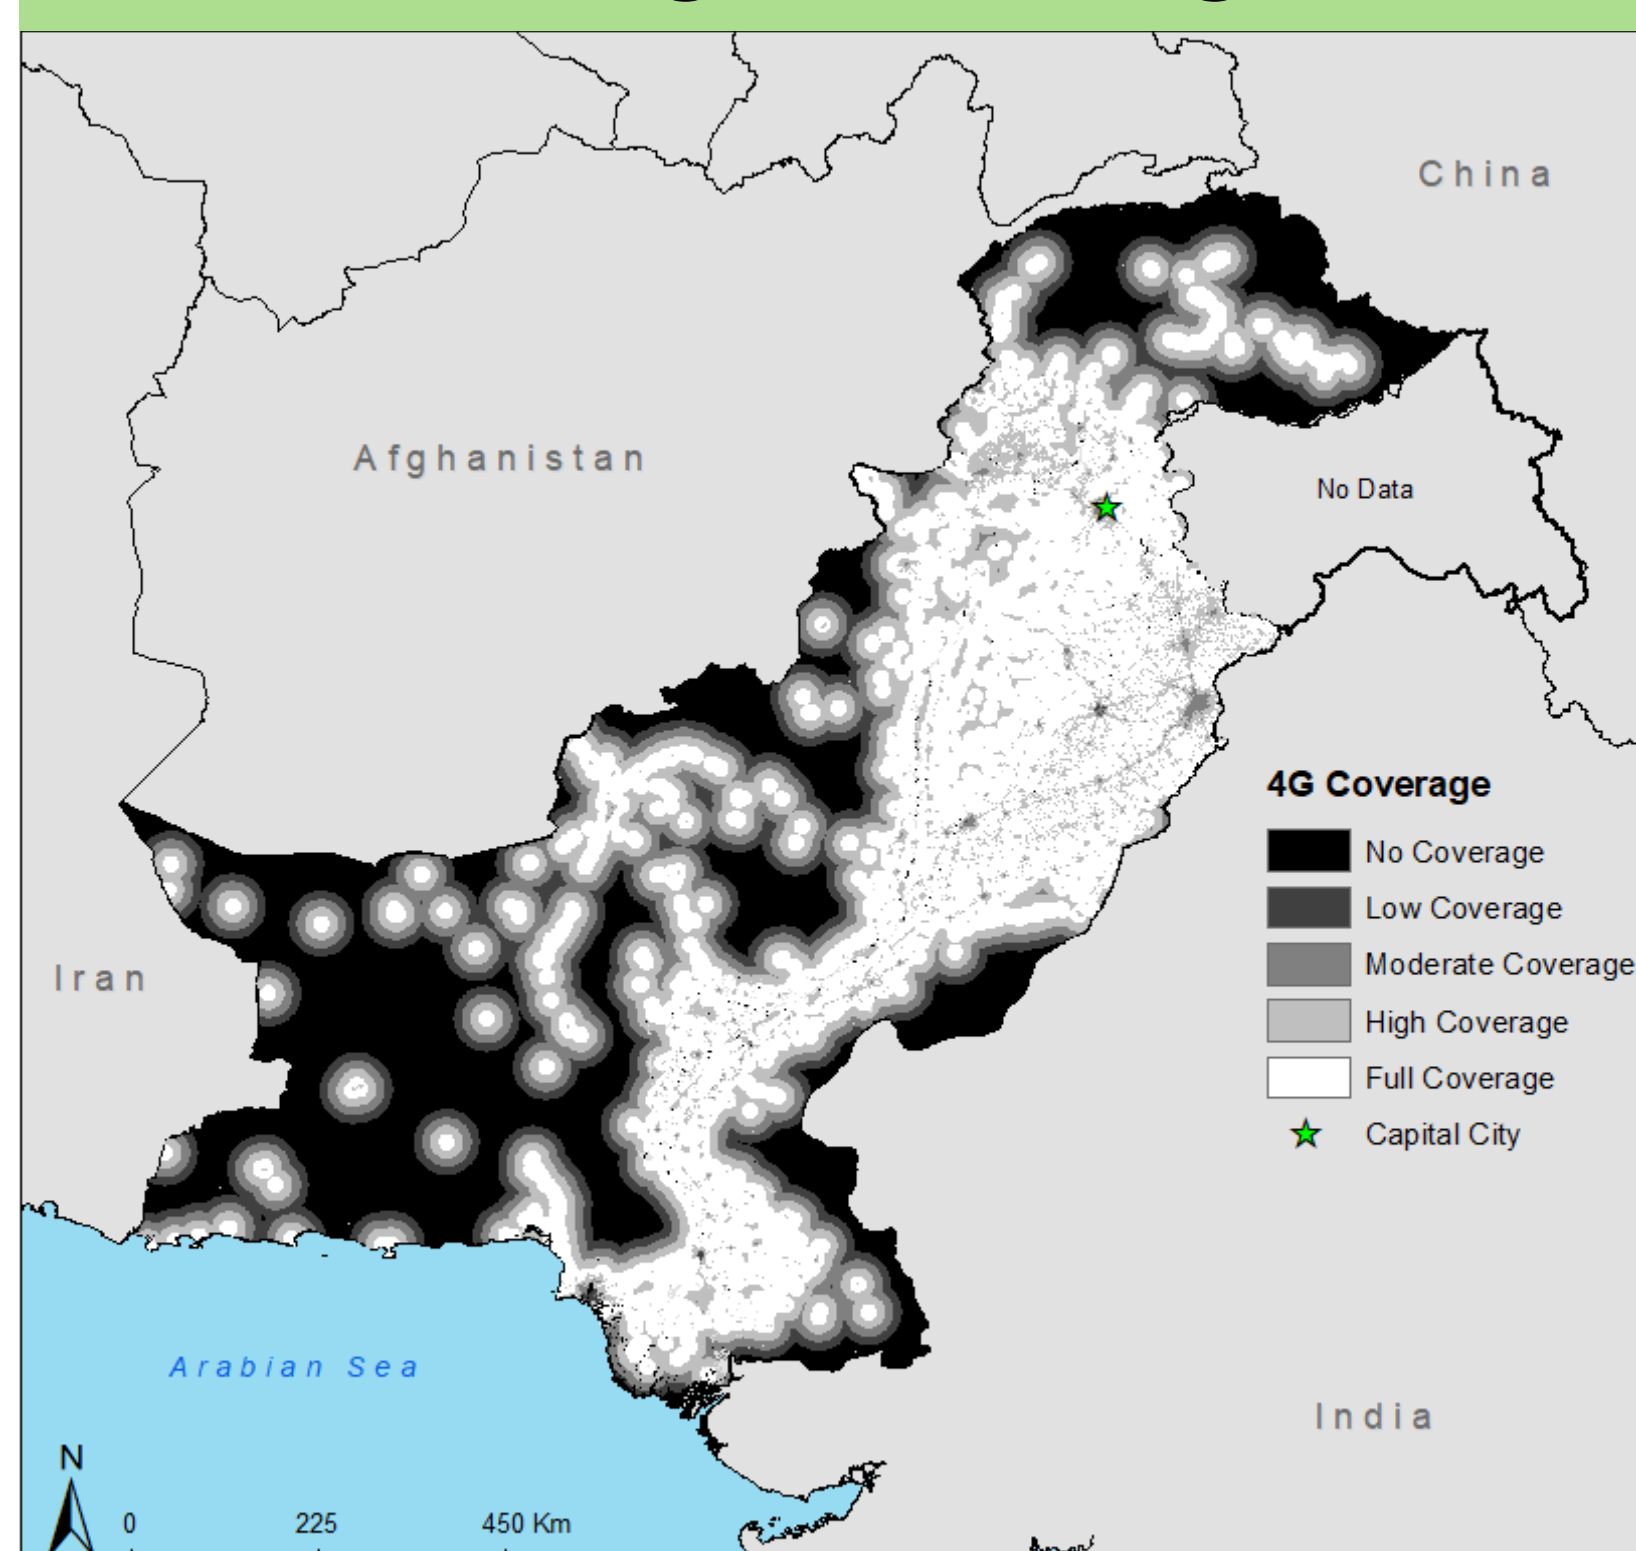 China
Afghanistan
No Data
4G Coverage
No Coverage
Low Coverage
Iran
Moderate Coverage
High Coverage
Full Coverage
Capital City
Arabian Sea
India
N
0 225 450 Km